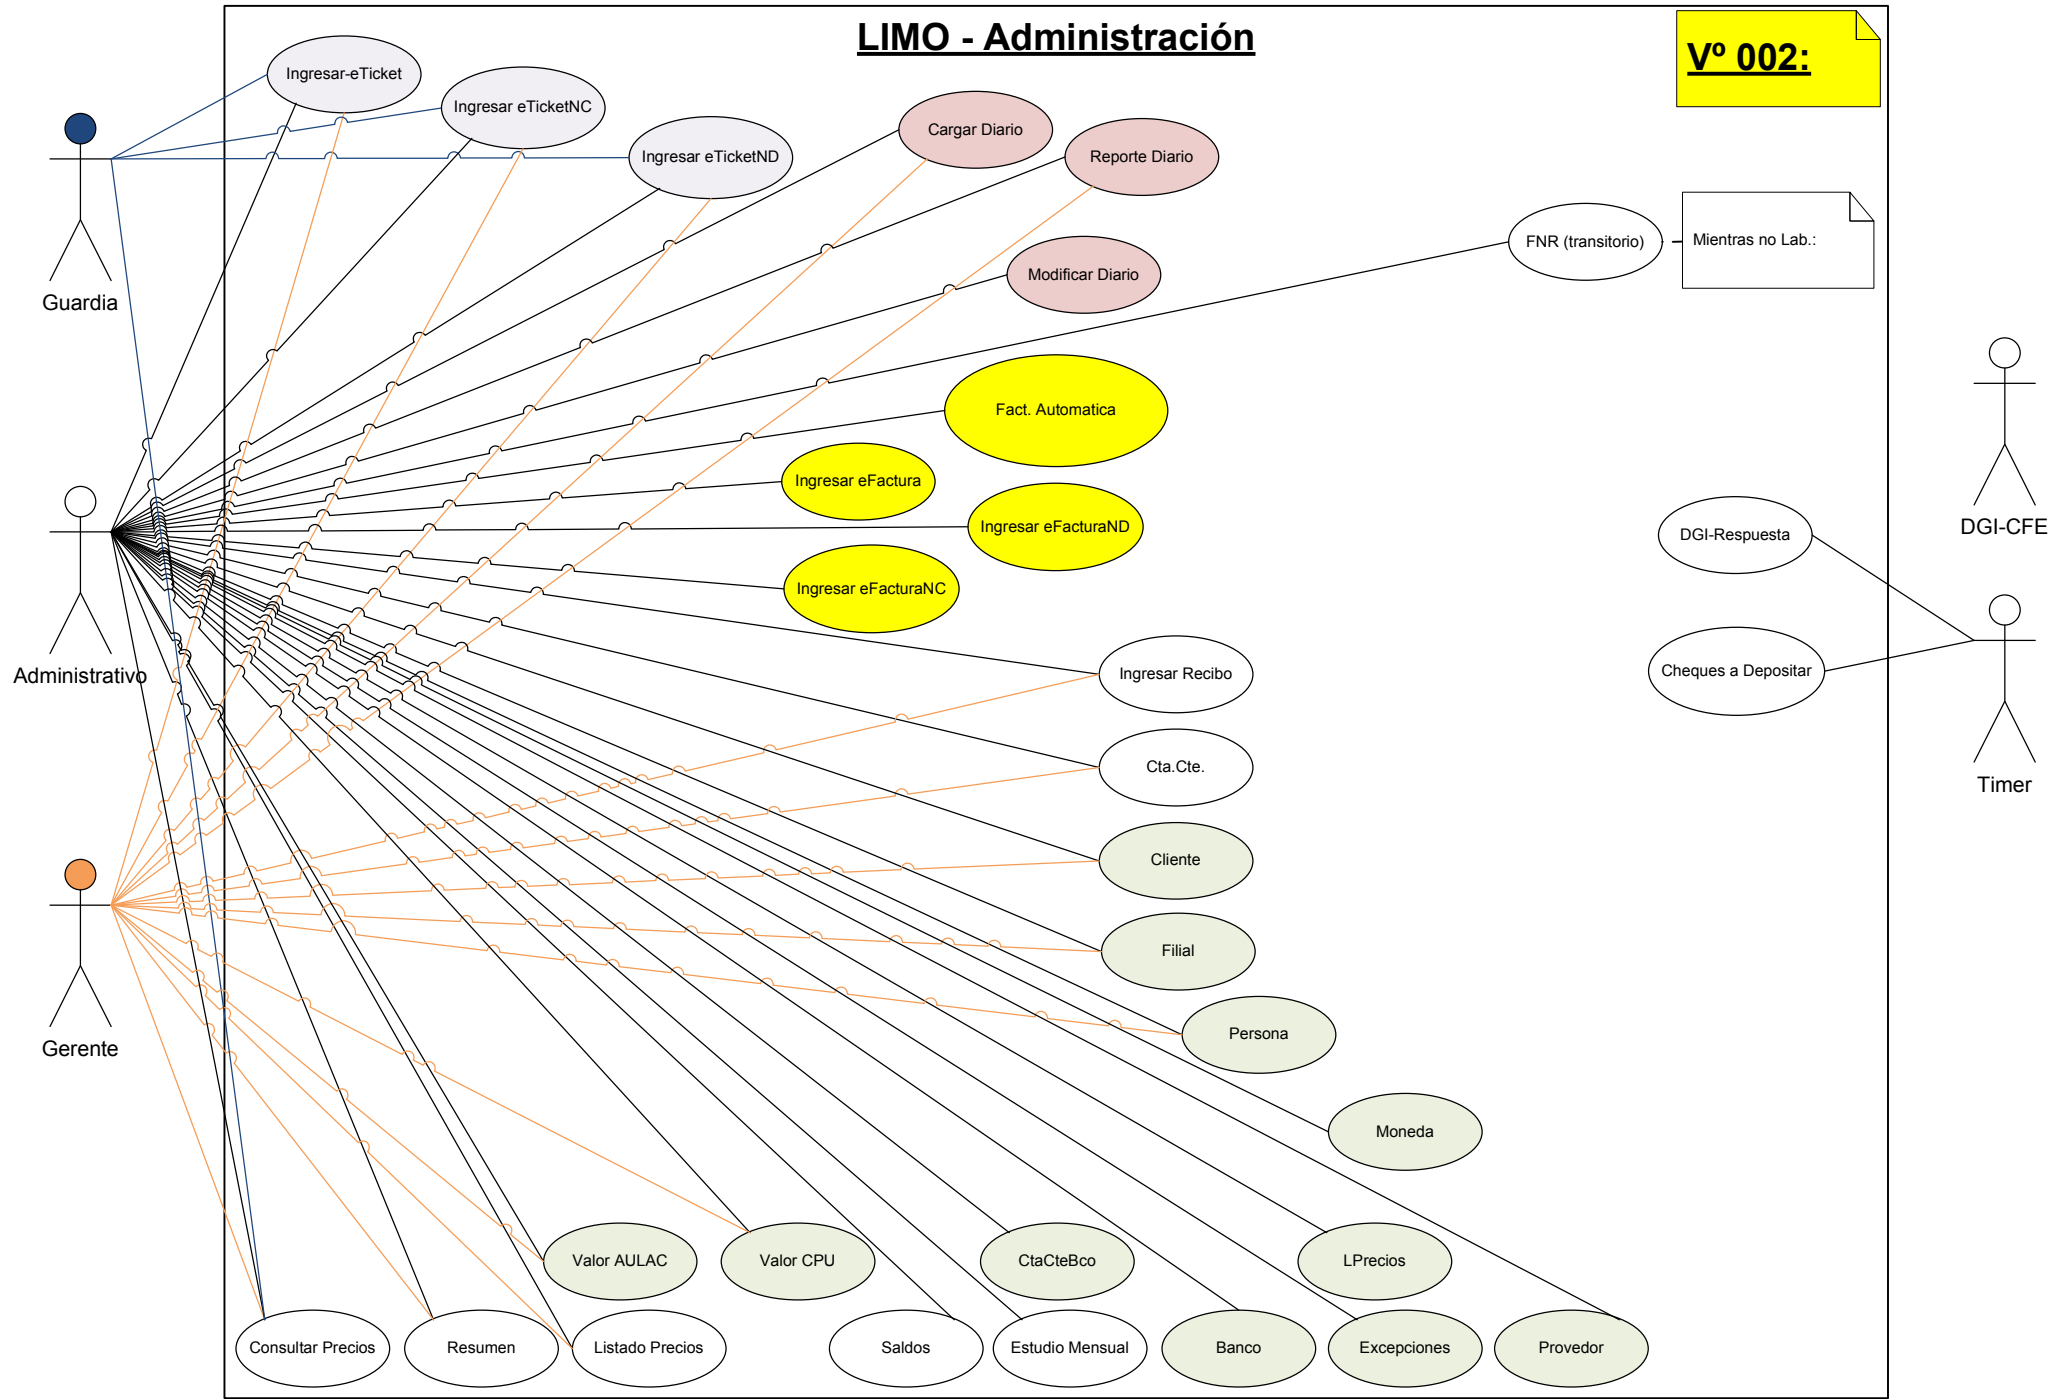 LIMO - Administración
Vº 002:
Ingresar-eTicket
Ingresar eTicketNC
Ingresar eTicketND
Cargar Diario
Reporte Diario
FNR (transitorio)
Mientras no Lab.:
Modificar Diario
Guardia
Fact. Automatica
Ingresar eFactura
Ingresar eFacturaND
DGI-CFE
DGI-Respuesta
Ingresar eFacturaNC
Administrativo
Ingresar Recibo
Cheques a Depositar
Cta.Cte.
Timer
Cliente
Filial
Persona
Gerente
Moneda
Valor AULAC
Valor CPU
CtaCteBco
LPrecios
Consultar Precios
Resumen
Listado Precios
Saldos
Estudio Mensual
Banco
Excepciones
Provedor